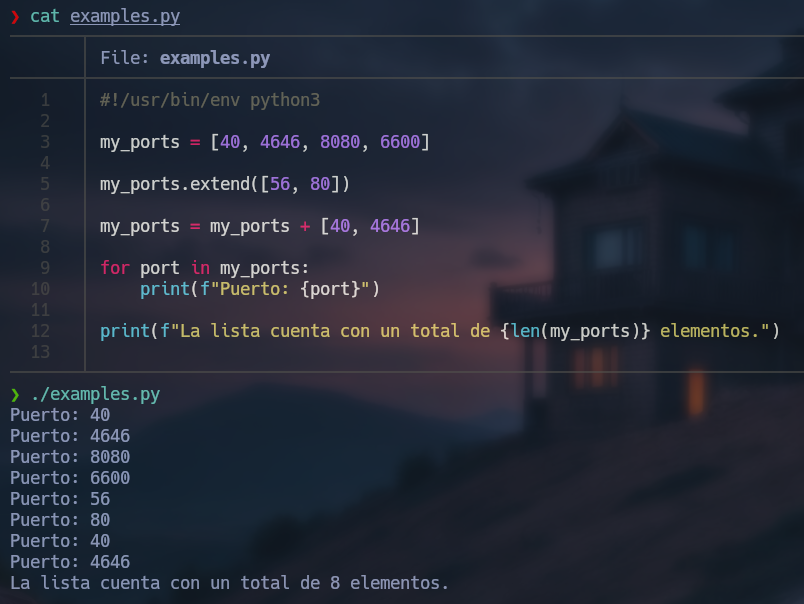 ❯ cat examples.py
File: examples.py
1 #!/usr/bin/env python3
2
3 my_ports = [40, 4646, 8080, 6600]
4
5 my_ports.extend([56, 80])
6
7 my_ports = my_ports + [40, 4646]
8
9 for port in my_ports:
10     print(f"Puerto: {port}")
11
12 print(f"La lista cuenta con un total de {len(my_ports)} elementos.")
13
❯ ./examples.py
Puerto: 40
Puerto: 4646
Puerto: 8080
Puerto: 6600
Puerto: 56
Puerto: 80
Puerto: 40
Puerto: 4646
La lista cuenta con un total de 8 elementos.